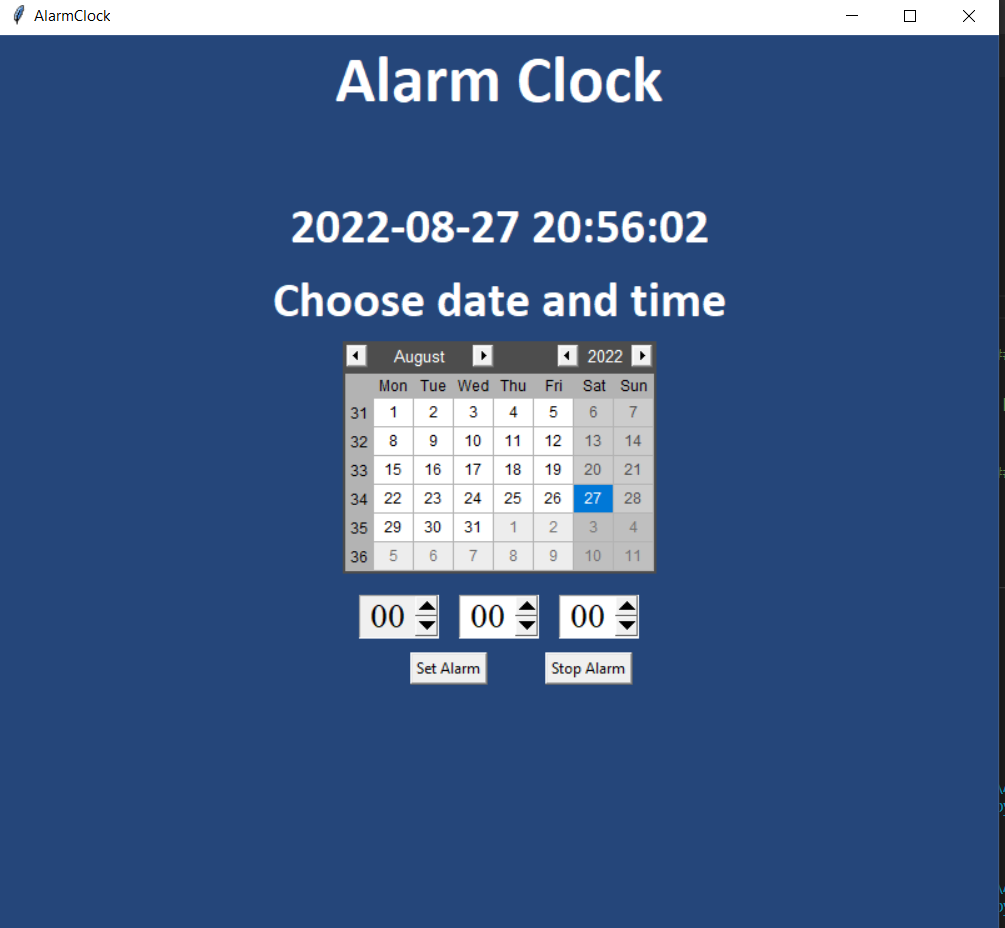 AlarmClock
Alarm Clock
2022-08-27 20:56:02
Choose date and time
August 2022
Mon Tue Wed Thu Fri Sat Sun
31 1 2 3 4 5 6 7
32 8 9 10 11 12 13 14
33 15 16 17 18 19 20 21
34 22 23 24 25 26 27 28
35 29 30 31 1 2 3 4
36 5 6 7 8 9 10 11
00 00 00
Set Alarm Stop Alarm